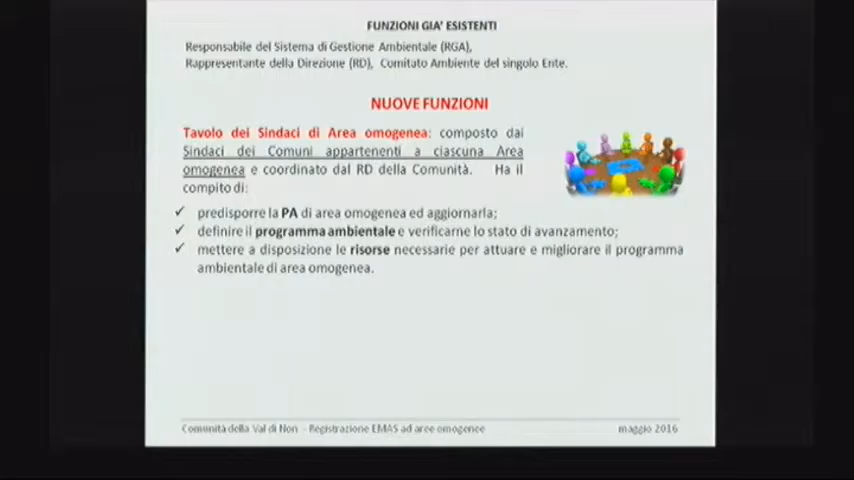 FUNZIONI GIA' ESISTENTI
Responsabile del Sistema di Gestione Ambientale (RGA),
Rappresentante della Direzione (RD), Comitato Ambiente del singolo Ente.
NUOVE FUNZIONI
Tavolo dei Sindaci di Area omogenea: composto dai
Sindaci dei Comuni appartenenti a ciascuna Area
omogenea e coordinato dal RD della Comunità. Ha il
compito di:
✓ predisporre la PA di area omogenea ed aggiornarla;
✓ definire il programma ambientale e verificarne lo stato di avanzamento;
✓ mettere a disposizione le risorse necessarie per attuare e migliorare il programma
ambientale di area omogenea.
Comunità della Val di Non - Registrazione EMAS ad aree omogenee
maggio 2016